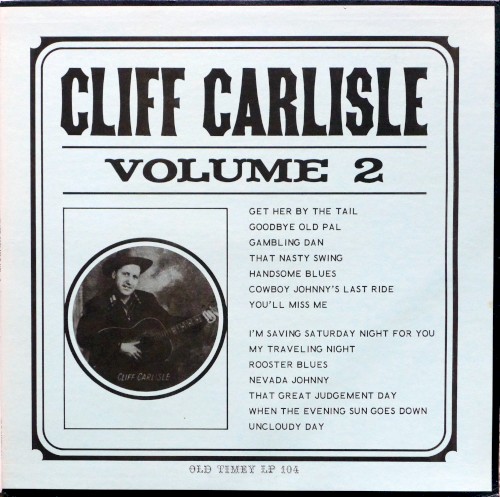 CLIFF CARLISLE
VOLUME 2
GET HER BY THE TAIL
GOODBYE OLD PAL
GAMBLING DAN
THAT NASTY SWING
HANDSOME BLUES
COWBOY JOHNNY'S LAST RIDE
YOU'LL MISS ME
I'M SAVING SATURDAY NIGHT FOR YOU
MY TRAVELING NIGHT
ROOSTER BLUES
NEVADA JOHNNY
THAT GREAT JUDGEMENT DAY
WHEN THE EVENING SUN GOES DOWN
UNCLOUDY DAY
CLIFF CARLISLE
OLD TIMEY LP 104